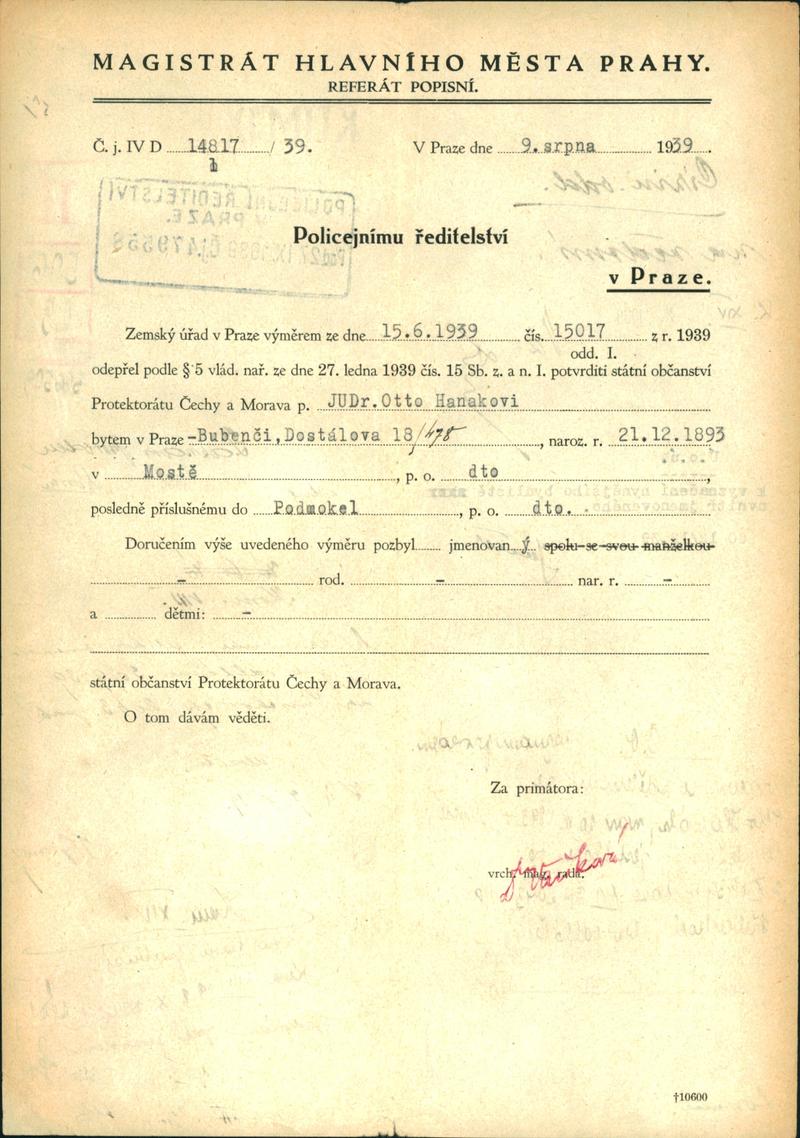 MAGISTRÁT HLAVNÍHO MĚSTA PRAHY.
REFERÁT POPISNÍ.
Č. j. IV D 14817 / 39.
1
V Praze dne 9. srpna 1939.
Policejnímu ředitelství
v Praze.
Zemský úřad v Praze výměrem ze dne 15.6.1939 čís. 15017 z r. 1939
odd. I.
odepřel podle § 5 vlád. nař. ze dne 27. ledna 1939 čís. 15 Sb. z. a n. I. potvrditi státní občanství
Protektorátu Čechy a Morava p. JUDr. Otto Hanakovi
bytem v Praze -Bubenči, Dostálova 18/478, naroz. r. 21.12.1893
v Mostě, p. o. dto,
posledně příslušnému do Podmokel, p. o. dto.
Doručením výše uvedeného výměru pozbyl jmenovaný spolu se svou manželkou
- rod. - nar. r. -
a dětmi: -
státní občanství Protektorátu Čechy a Morava.
O tom dávám věděti.
Za primátora:
vrch. mag. rada.
†10600